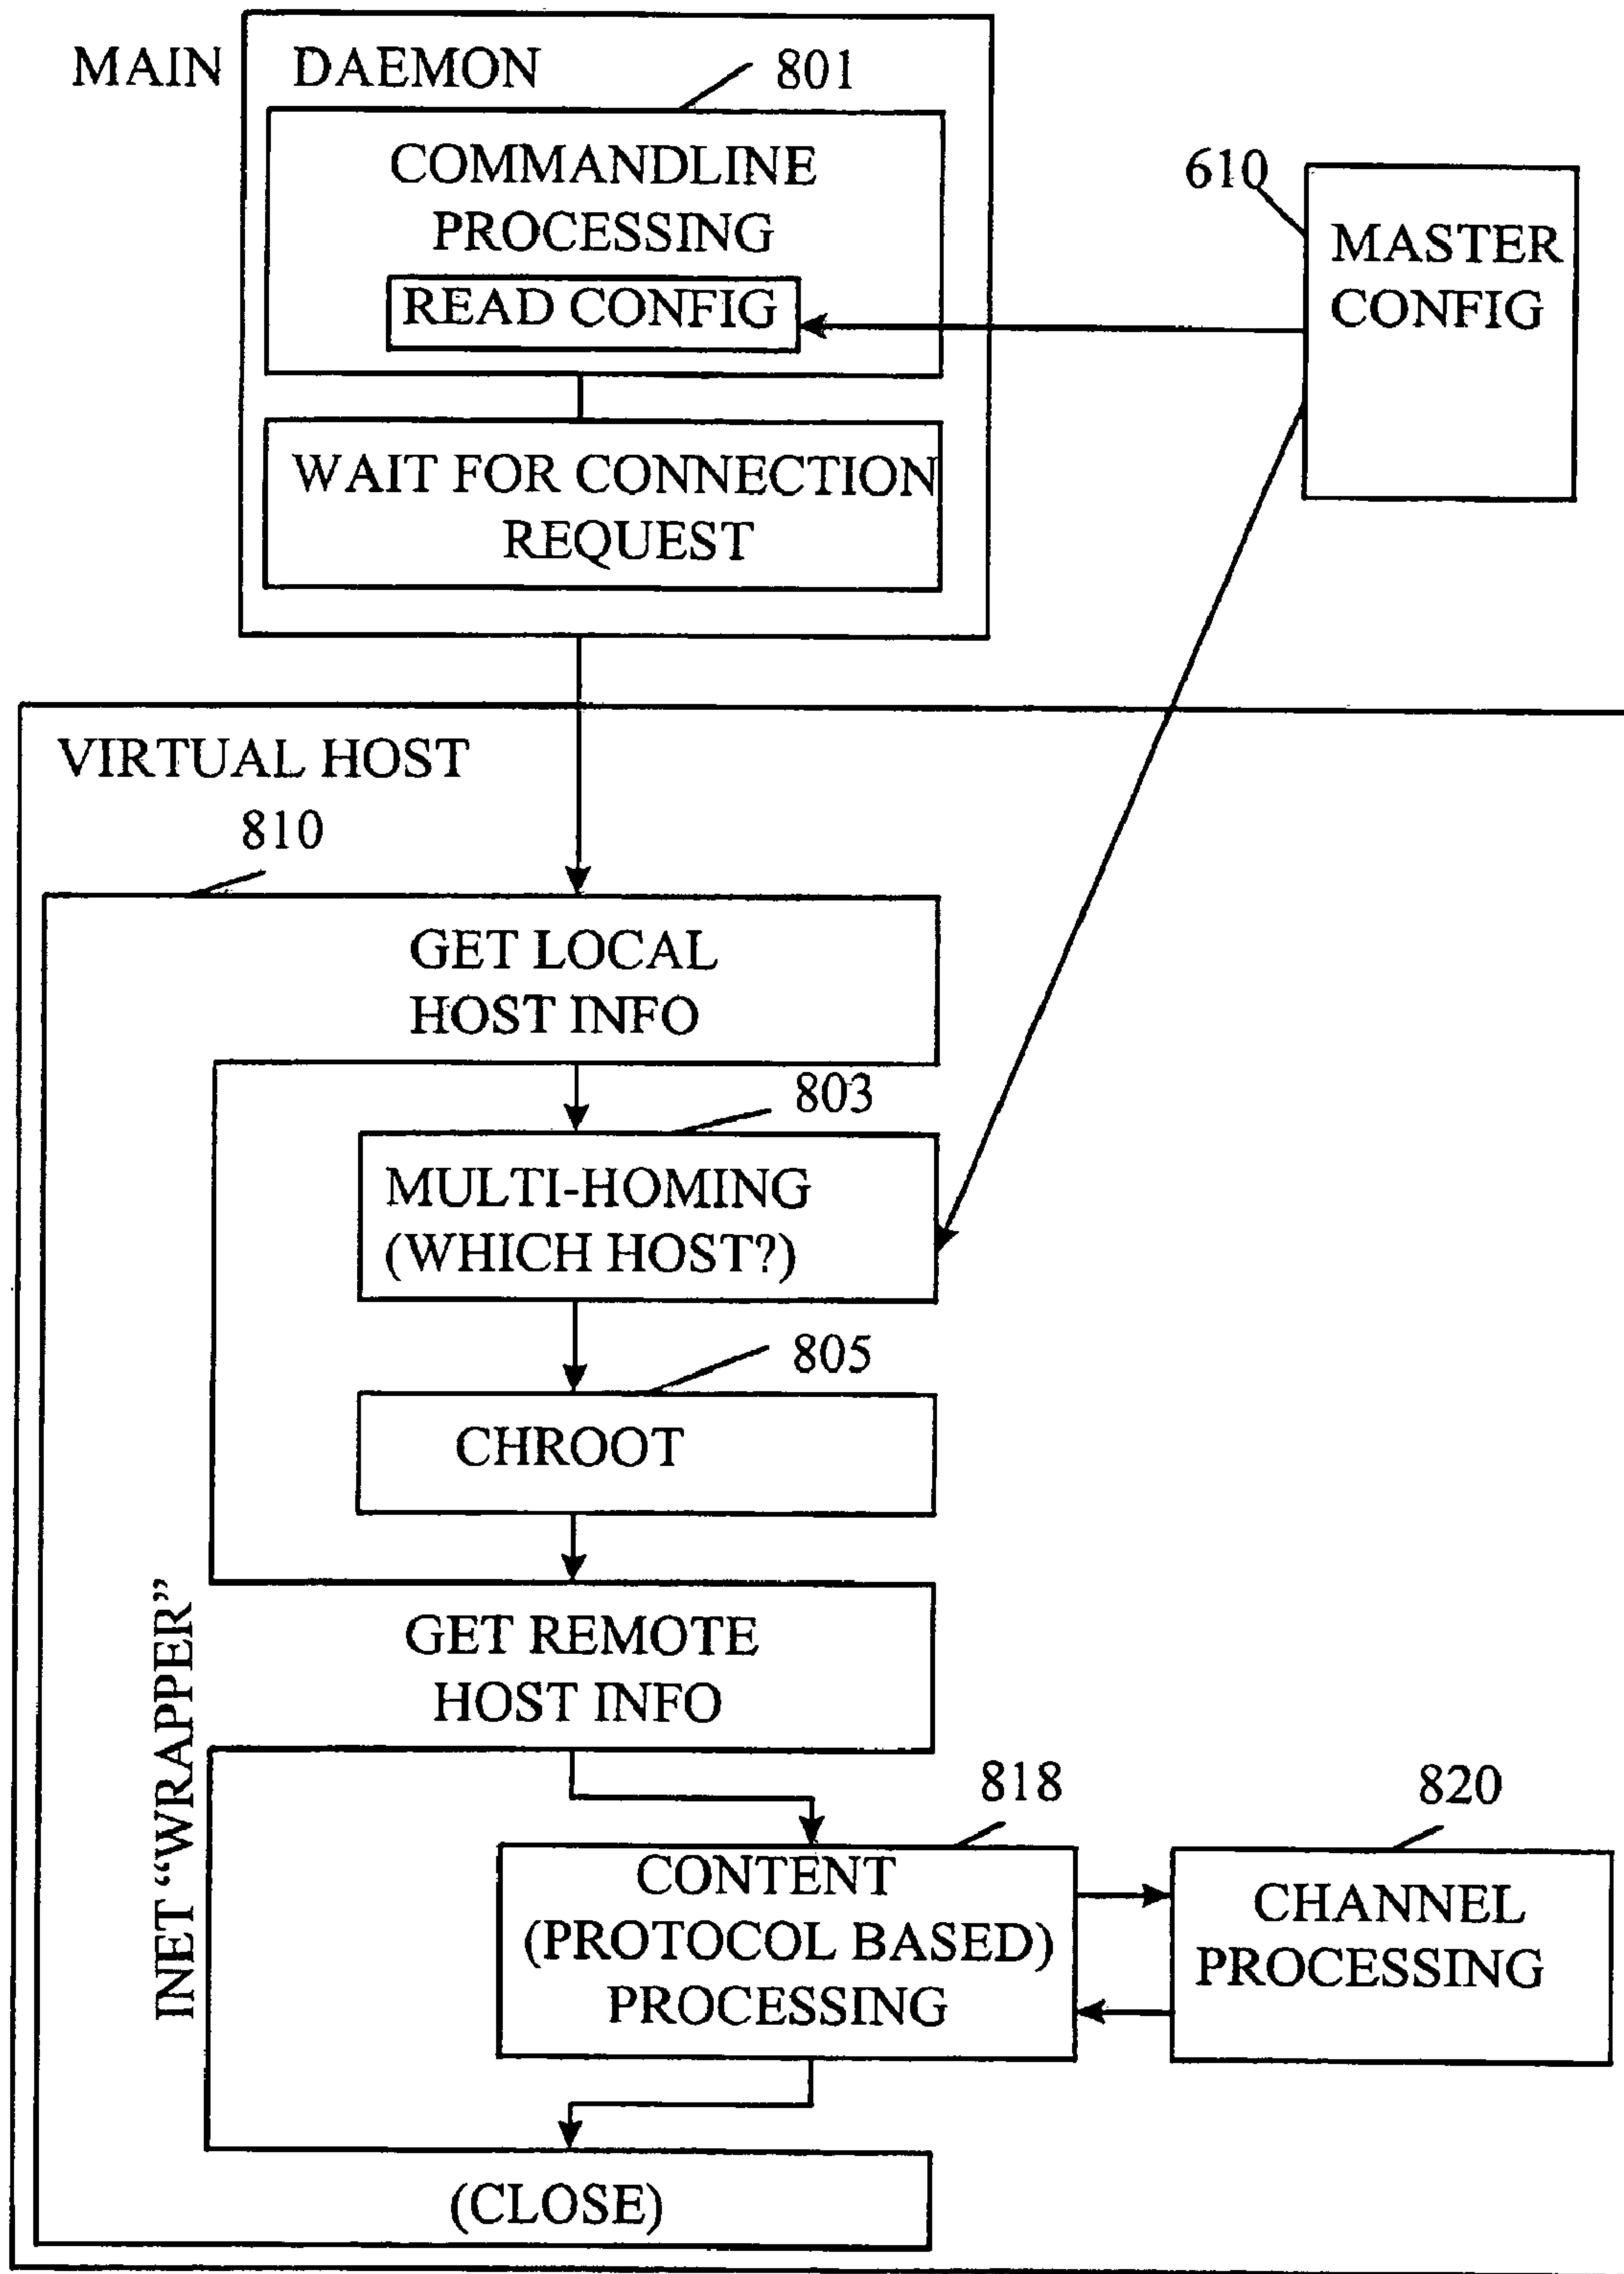 MAIN DAEMON
801
COMMANDLINE
PROCESSING
READ CONFIG
610
MASTER
CONFIG
WAIT FOR CONNECTION
REQUEST
VIRTUAL HOST
810
GET LOCAL
HOST INFO
803
MULTI-HOMING
(WHICH HOST?)
805
CHROOT
GET REMOTE
HOST INFO
INET “WRAPPER”
818
CONTENT
(PROTOCOL BASED)
PROCESSING
820
CHANNEL
PROCESSING
(CLOSE)